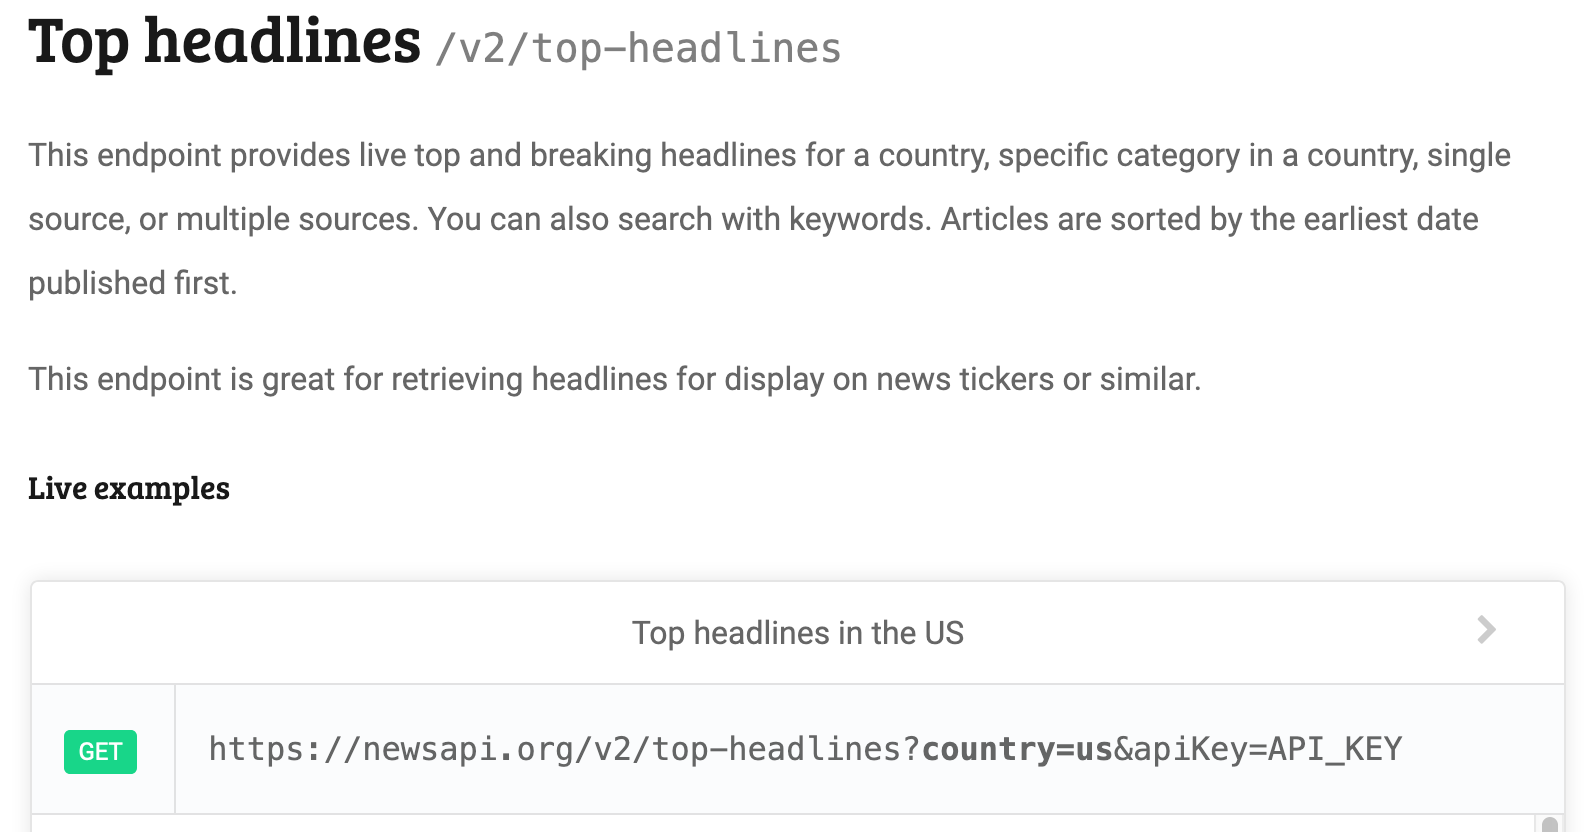 Top headlines /v2/top-headlines
This endpoint provides live top and breaking headlines for a country, specific category in a country, single
source, or multiple sources. You can also search with keywords. Articles are sorted by the earliest date
published first.
This endpoint is great for retrieving headlines for display on news tickers or similar.
Live examples
Top headlines in the US
GET https://newsapi.org/v2/top-headlines?country=us&apiKey=API_KEY